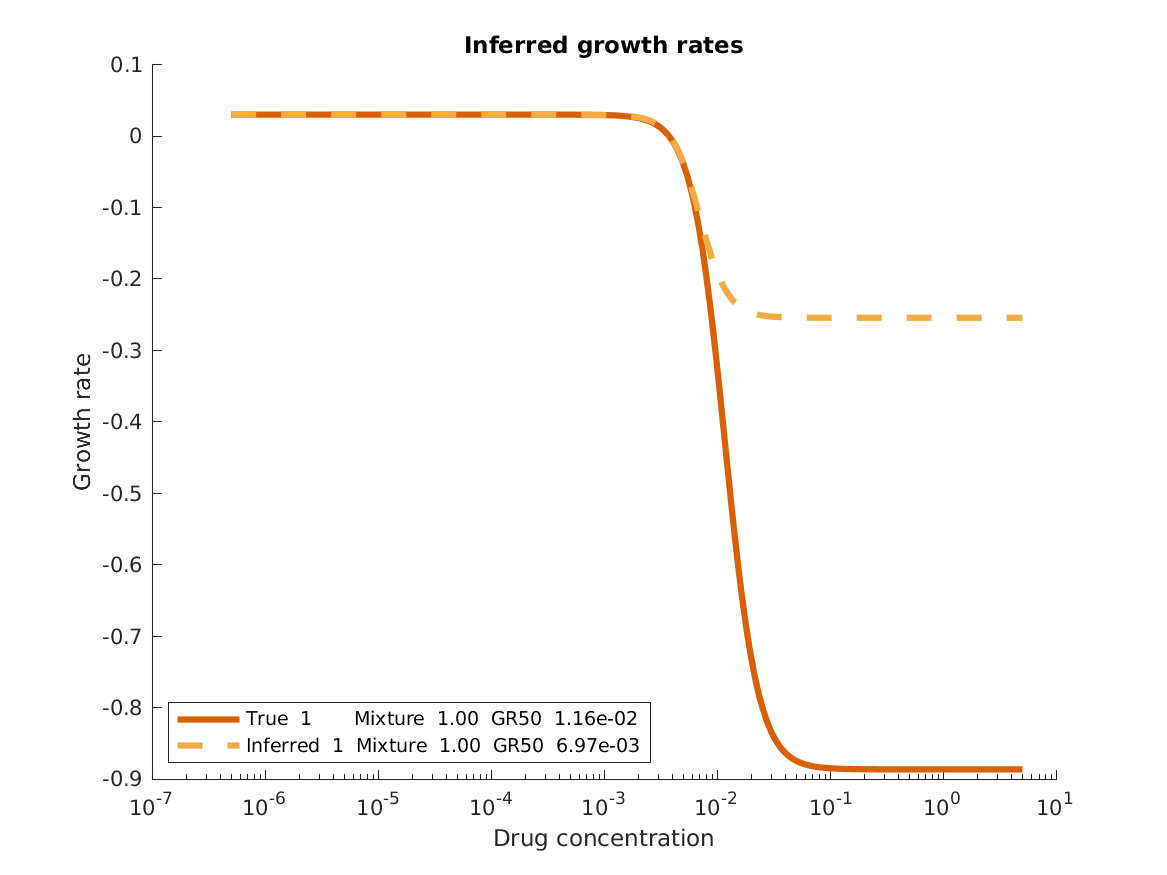 Inferred growth rates
0.1
0
-0.1
-0.2
-0.3
-0.4
-0.5
-0.6
-0.7
-0.8
-0.9
Growth rate
True 1 Mixture 1.00 GR50 1.16e-02
Inferred 1 Mixture 1.00 GR50 6.97e-03
10^-7 10^-6 10^-5 10^-4 10^-3 10^-2 10^-1 10^0 10^1
Drug concentration